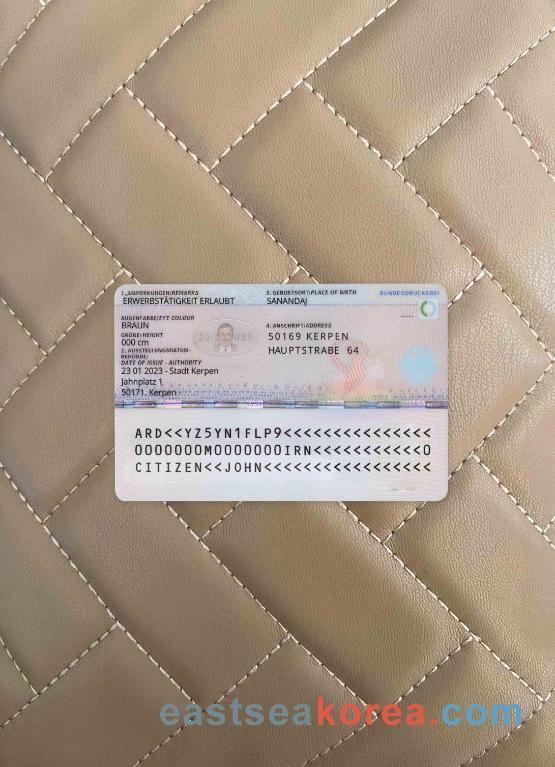 1. ANMERKUNGEN/REMARKS
ERWERBSTÄTIGKEIT ERLAUBT
3. GEBURTSORT/PLACE OF BIRTH
SANANDAJ
BUNDESDRUCKEREI
AUGENFARBE/EYE COLOUR
BRAUN
GRÖßE/HEIGHT
000 cm
2. AUSSTELLUNGSDATUM-
BEHÖRDE/
DATE OF ISSUE - AUTHORITY
23 01 2023 - Stadt Kerpen
Jahnplatz 1
50171. Kerpen
4. ANSCHRIFT/ADDRESS
50169 KERPEN
HAUPTSTRABE 64
ARD<<YZ5YN1FLP9<<<<<<<<<<<<<<<
0000000M0000000IRN<<<<<<<<<<<0
CITIZEN<<JOHN<<<<<<<<<<<<<<<<<
eastseakorea.com